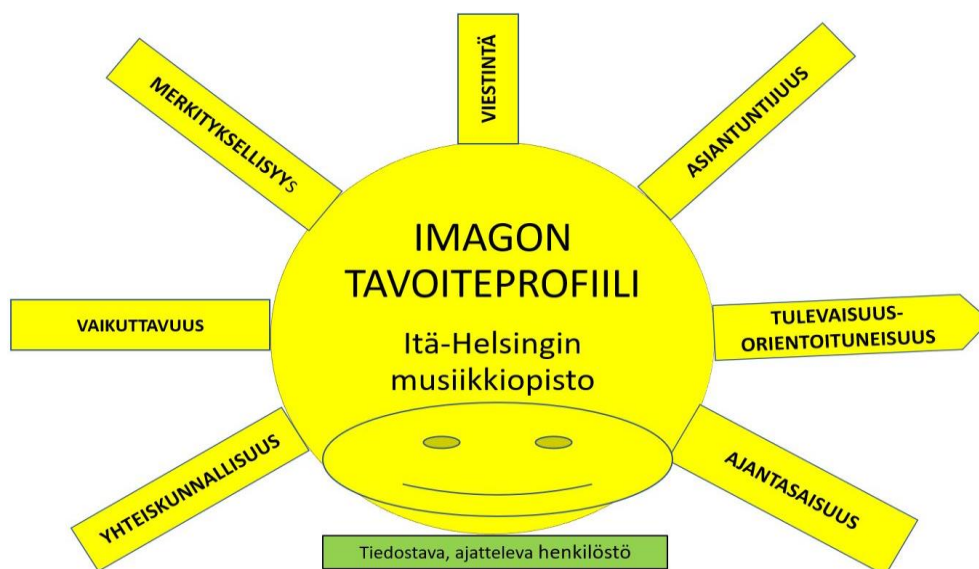 VIESTINTÄ
MERKITYKSELLISYYS
ASIANTUNTIJUUS
IMAGON
TAVOITEPROFIILI
Itä-Helsingin
musiikkiopisto
VAIKUTTAVUUS
TULEVAISUUS-
ORIENTOITUNEISUUS
YHTEISKUNNALLISUUS
AJANTASAISUUS
Tiedostava, ajatteleva henkilöstö